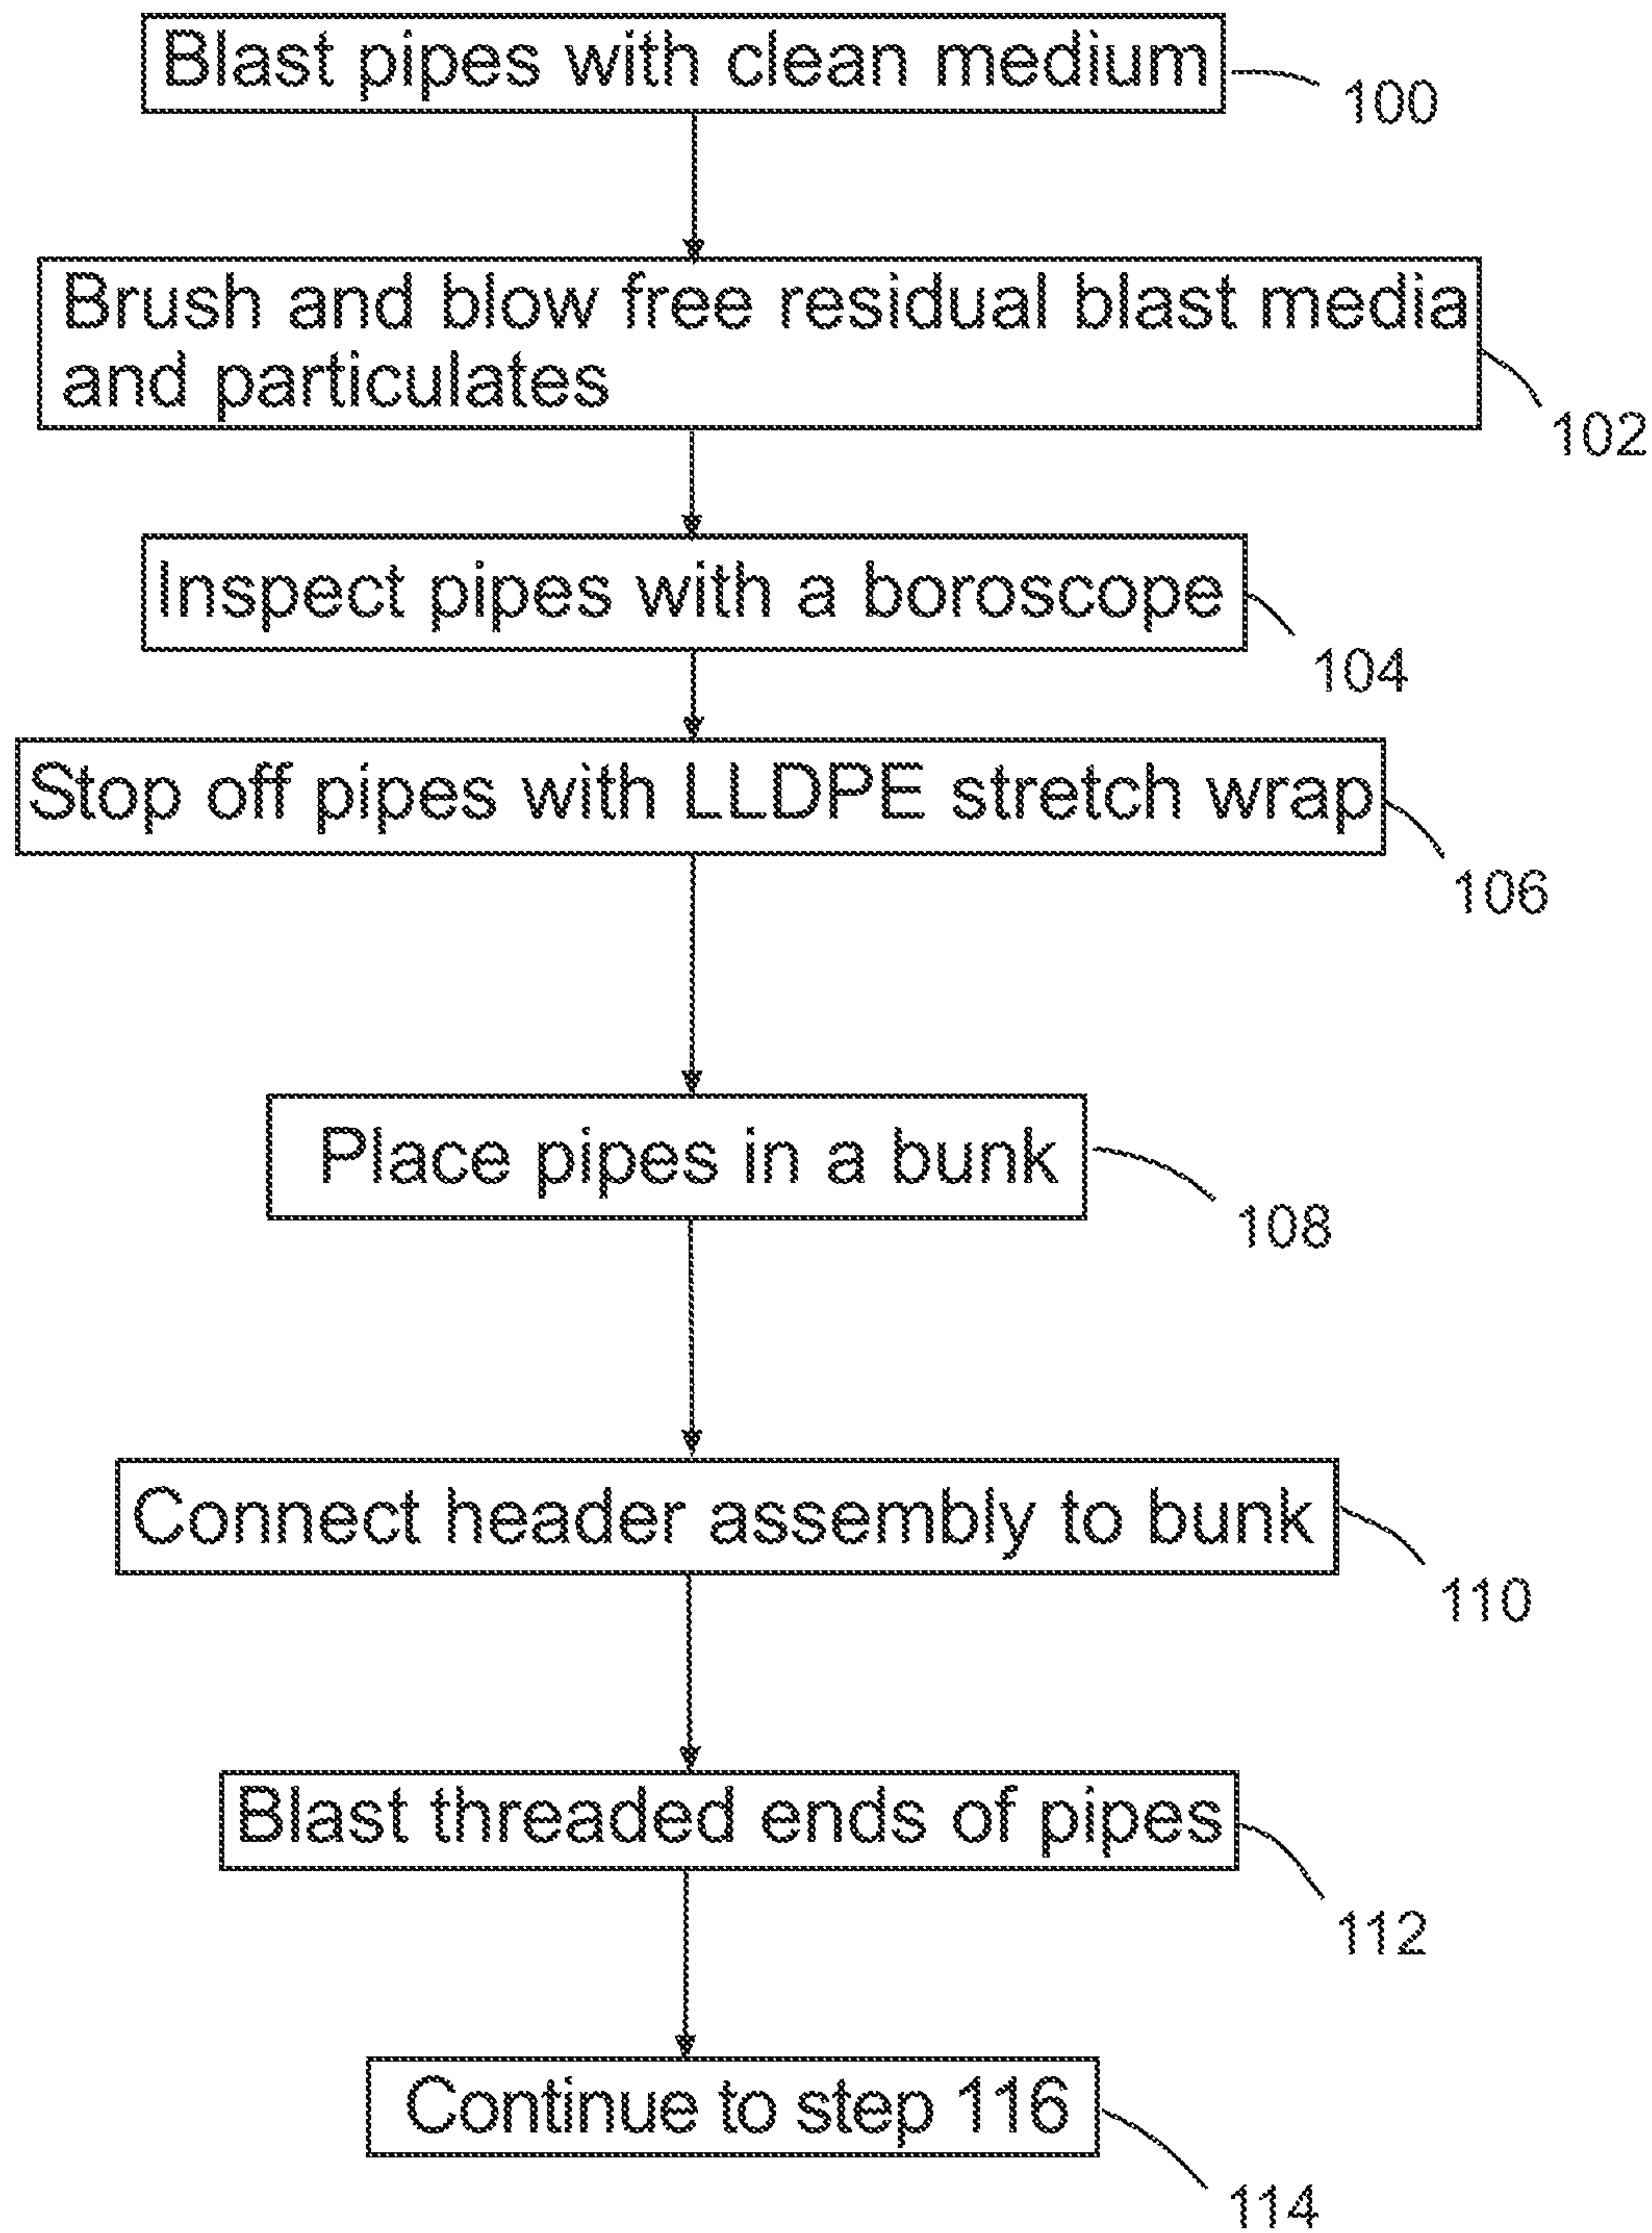 Blast pipes with clean medium
100
Brush and blow free residual blast media
and particulates
102
Inspect pipes with a boroscope
104
Stop off pipes with LLDPE stretch wrap
106
Place pipes in a bunk
108
Connect header assembly to bunk
110
Blast threaded ends of pipes
112
Continue to step 116
114